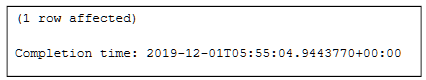 (1 row affected)
Completion time: 2019-12-01T05:55:04.9443770+00:00